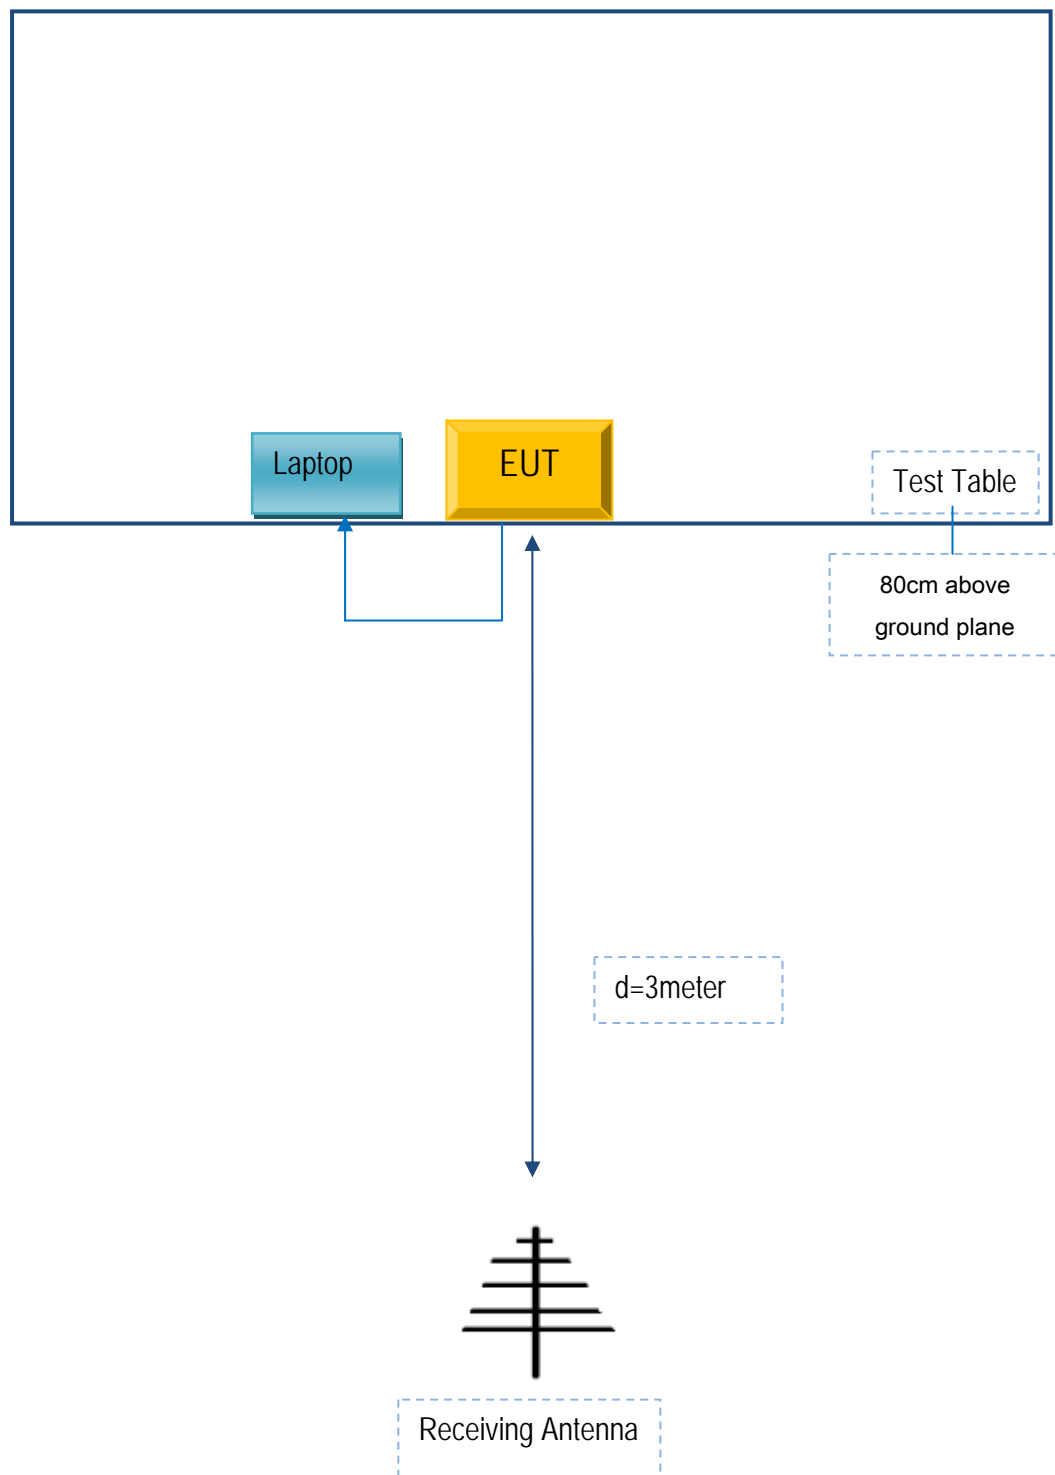 Laptop
EUT
Test Table
80cm above
ground plane
d=3meter
Receiving Antenna